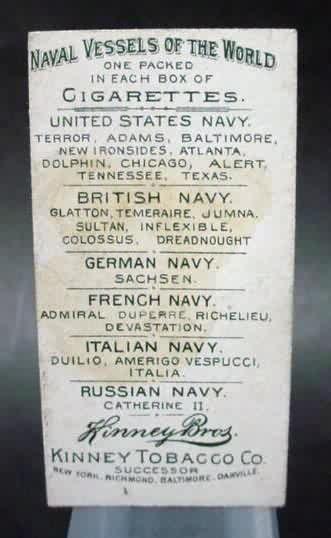 NAVAL VESSELS OF THE WORLD
ONE PACKED
IN EACH BOX OF
CIGARETTES.
UNITED STATES NAVY.
TERROR, ADAMS, BALTIMORE,
NEW IRONSIDES, ATLANTA,
DOLPHIN, CHICAGO, ALERT,
TENNESSEE, TEXAS.
BRITISH NAVY.
GLATTON, TEMERAIRE, JUMNA.
SULTAN, INFLEXIBLE,
COLOSSUS, DREADNOUGHT
GERMAN NAVY.
SACHSEN.
FRENCH NAVY.
ADMIRAL DUPERRE, RICHELIEU,
DEVASTATION.
ITALIAN NAVY.
DUILIO, AMERIGO VESPUCCI,
ITALIA.
RUSSIAN NAVY.
CATHERINE II.
Kinney Bros.
KINNEY TOBACCO CO.
SUCCESSOR
NEW YORK, RICHMOND, BALTIMORE, DANVILLE.